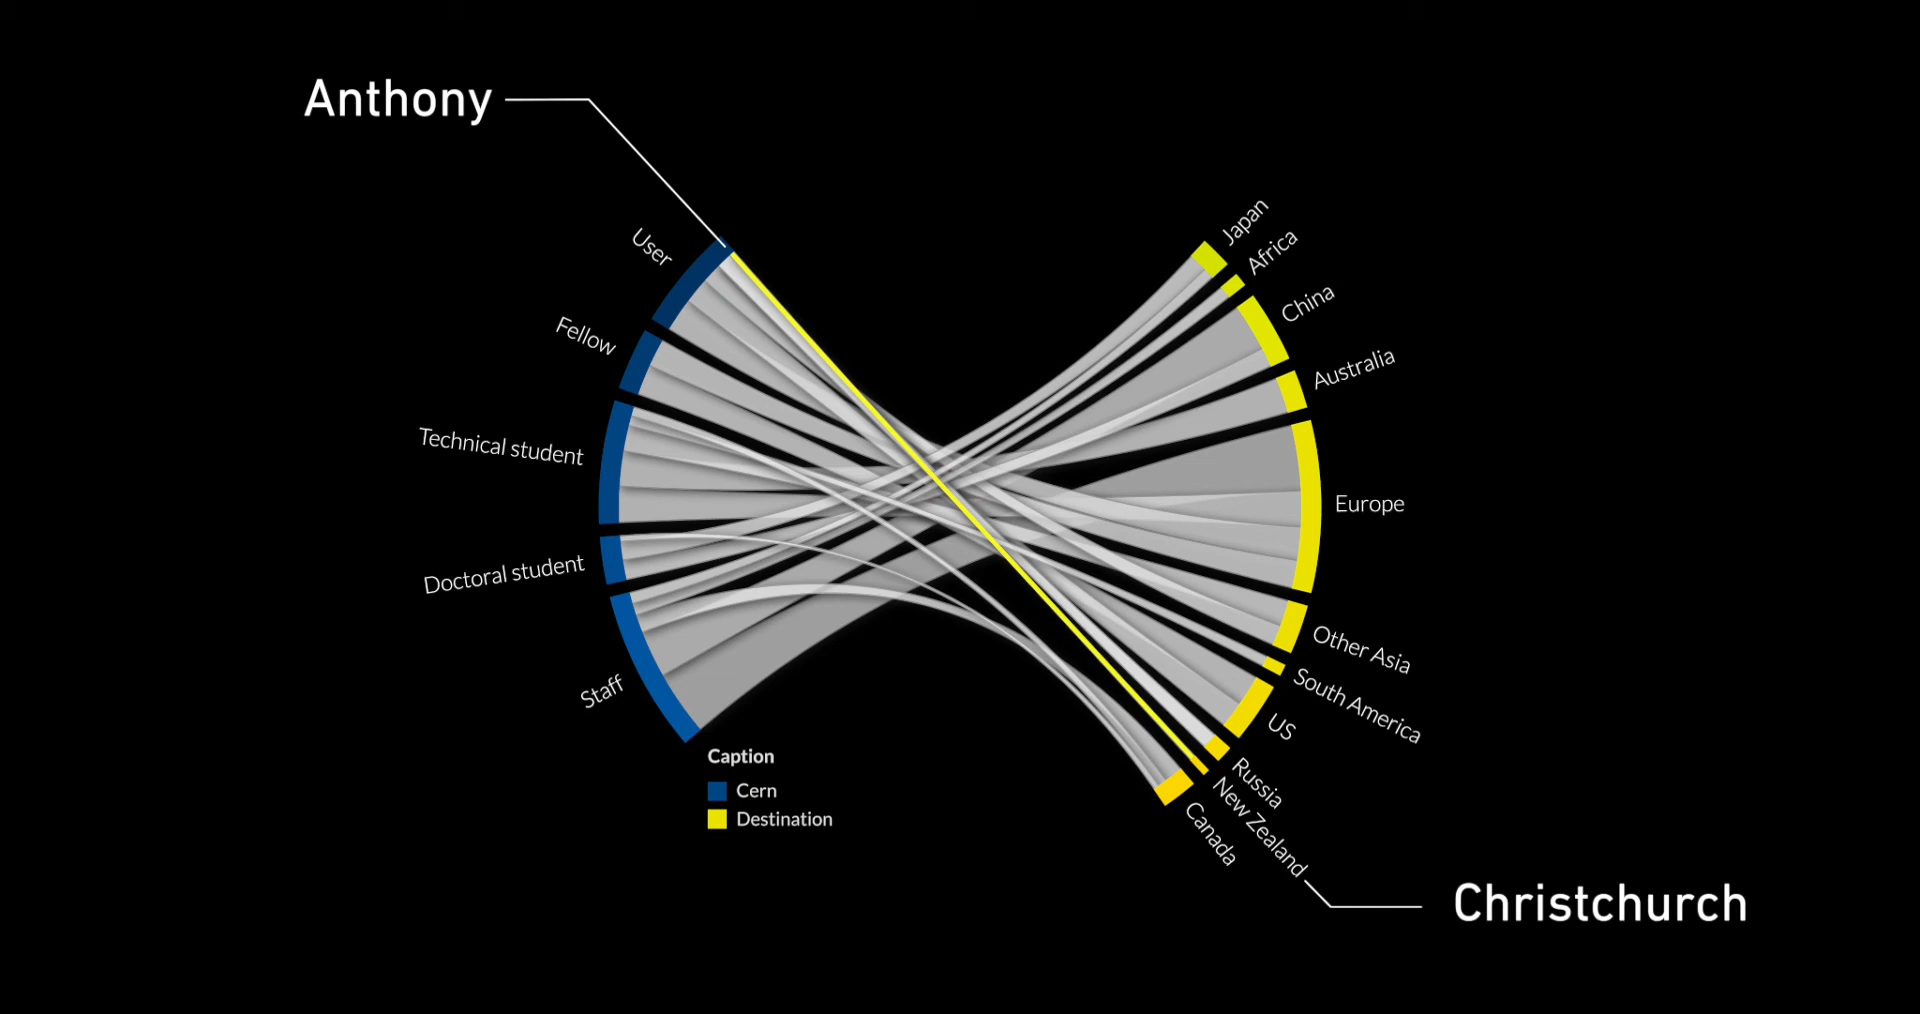 Anthony
User
Fellow
Technical student
Doctoral student
Staff
Japan
Africa
China
Australia
Europe
Other Asia
South America
US
Russia
New Zealand
Canada
Caption
Cern
Destination
Christchurch